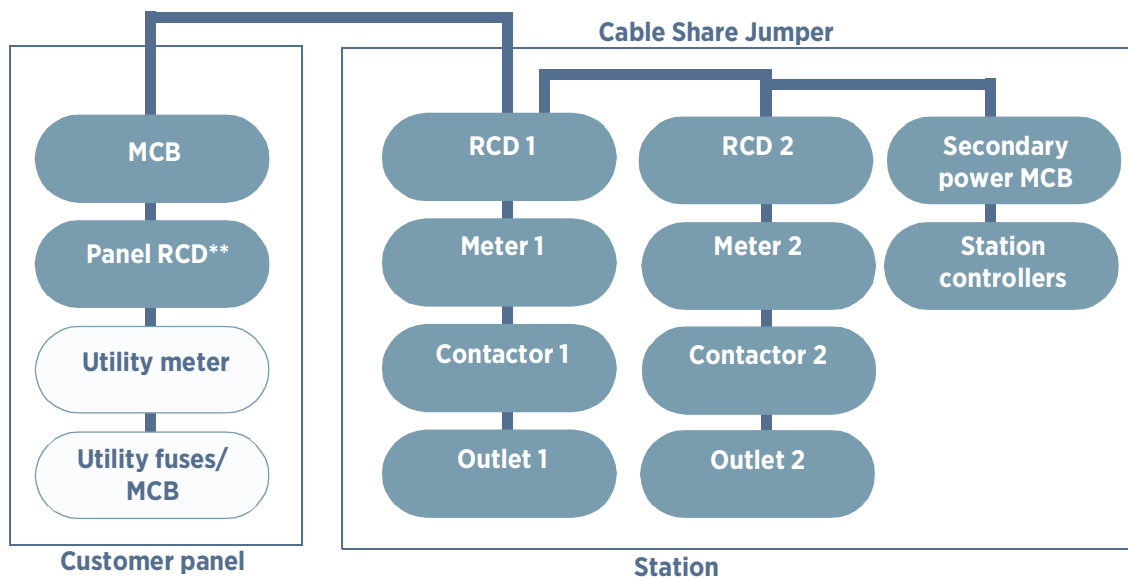 Cable Share Jumper
MCB
Panel RCD**
Utility meter
Utility fuses/
MCB
Customer panel
RCD 1
Meter 1
Contactor 1
Outlet 1
RCD 2
Meter 2
Contactor 2
Outlet 2
Secondary
power MCB
Station
controllers
Station